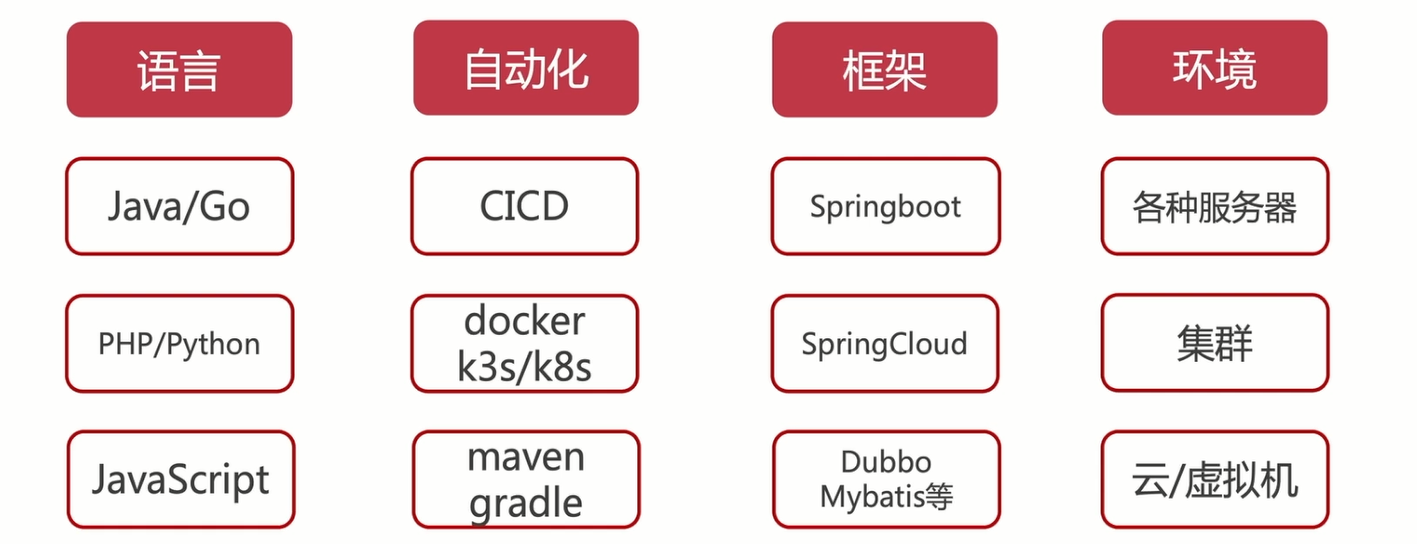 语言
自动化
框架
环境
Java/Go
CICD
Springboot
各种服务器
PHP/Python
docker
k3s/k8s
SpringCloud
集群
JavaScript
maven
gradle
Dubbo
Mybatis等
云/虚拟机